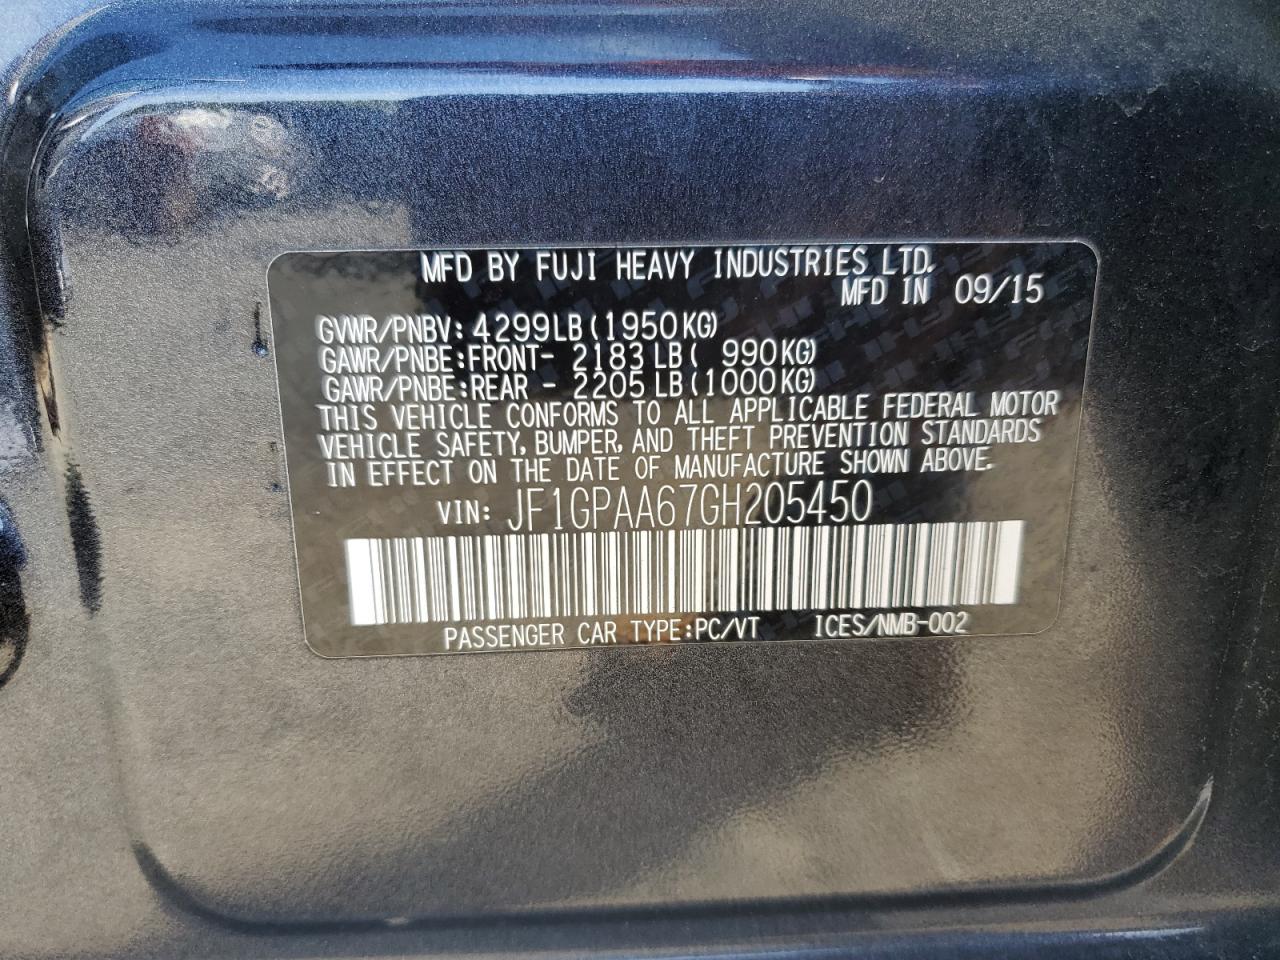 MFD BY FUJI HEAVY INDUSTRIES LTD.
MFD IN 09/15
GVWR/PNBV: 4299LB(1950KG)
GAWR/PNBE:FRONT- 2183 LB( 990KG)
GAWR/PNBE:REAR - 2205 LB(1000KG)
THIS VEHICLE CONFORMS TO ALL APPLICABLE FEDERAL MOTOR
VEHICLE SAFETY, BUMPER, AND THEFT PREVENTION STANDARDS
IN EFFECT ON THE DATE OF MANUFACTURE SHOWN ABOVE.
VIN: JF1GPAA67GH205450
PASSENGER CAR TYPE:PC/VT ICES/NMB-002